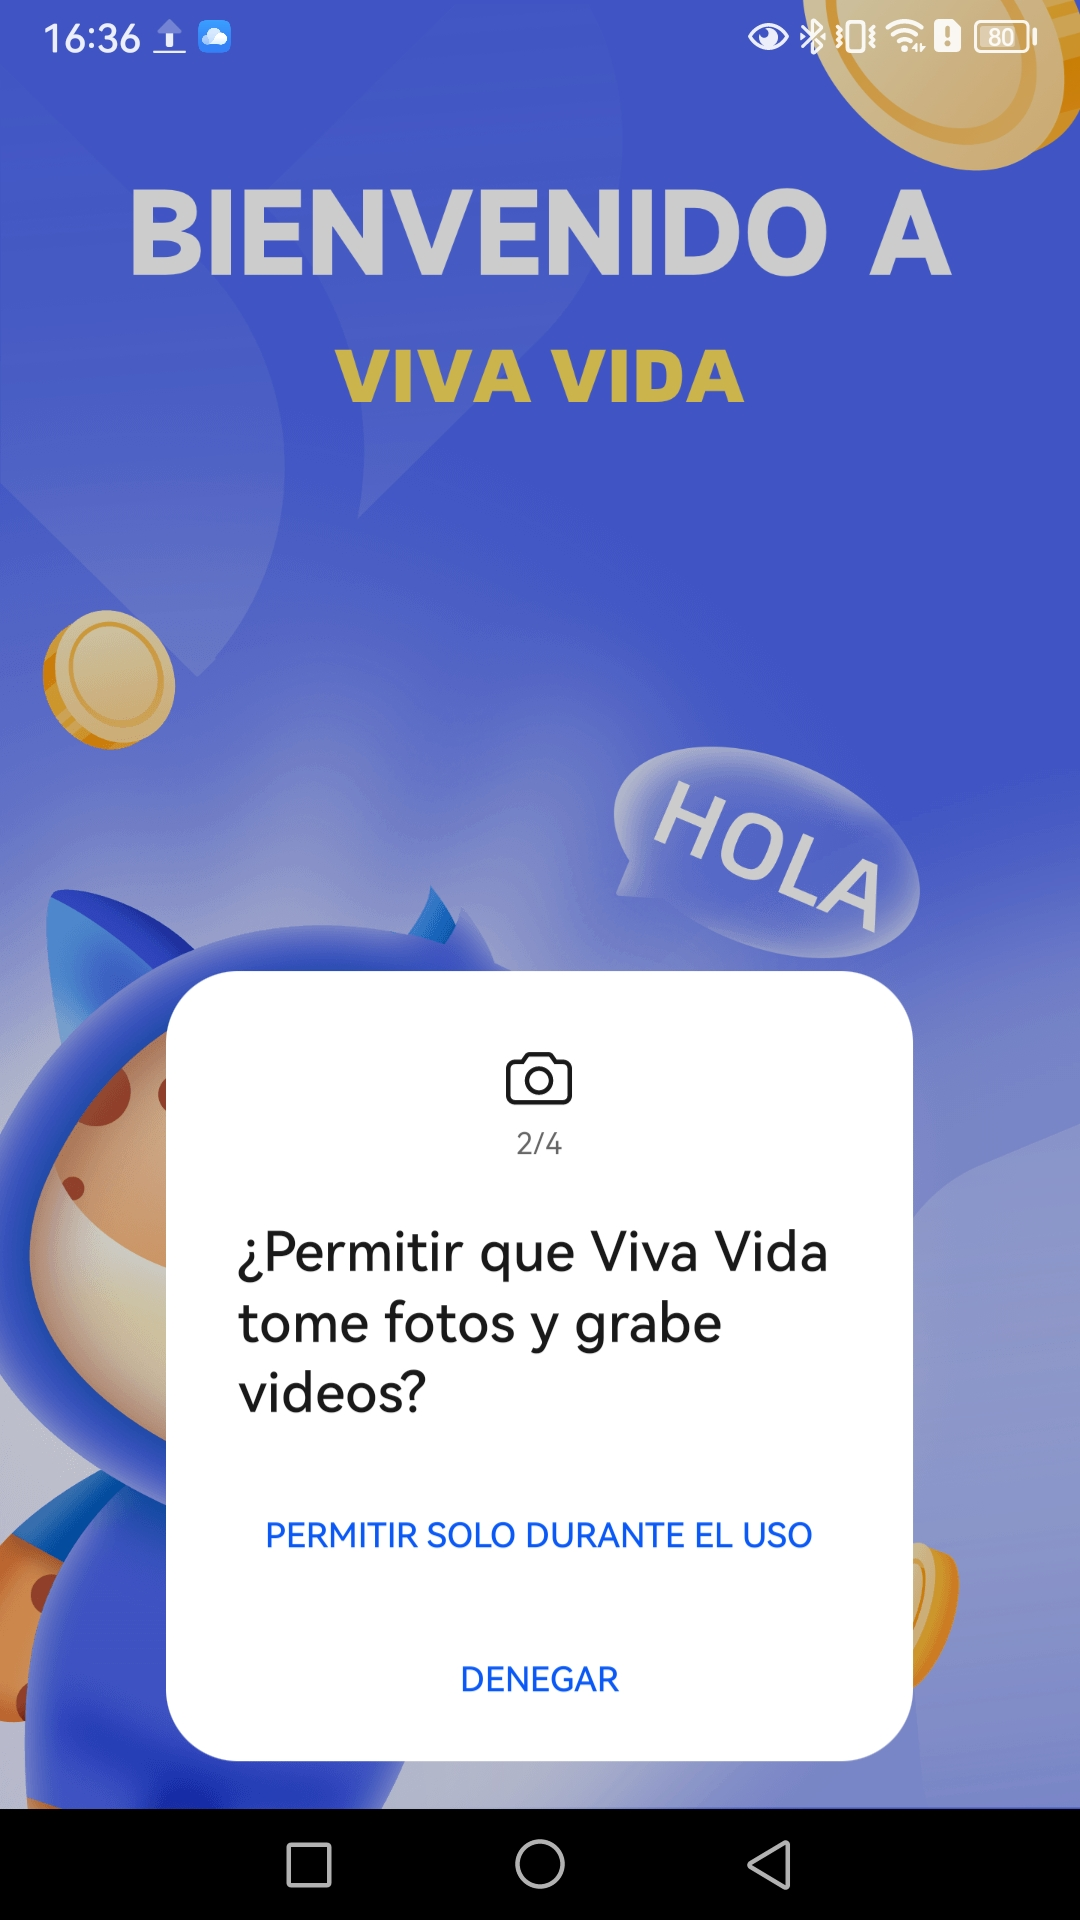 16:36
80
BIENVENIDO A
VIVA VIDA
HOLA
2/4
¿Permitir que Viva Vida
tome fotos y grabe
videos?
PERMITIR SOLO DURANTE EL USO
DENEGAR